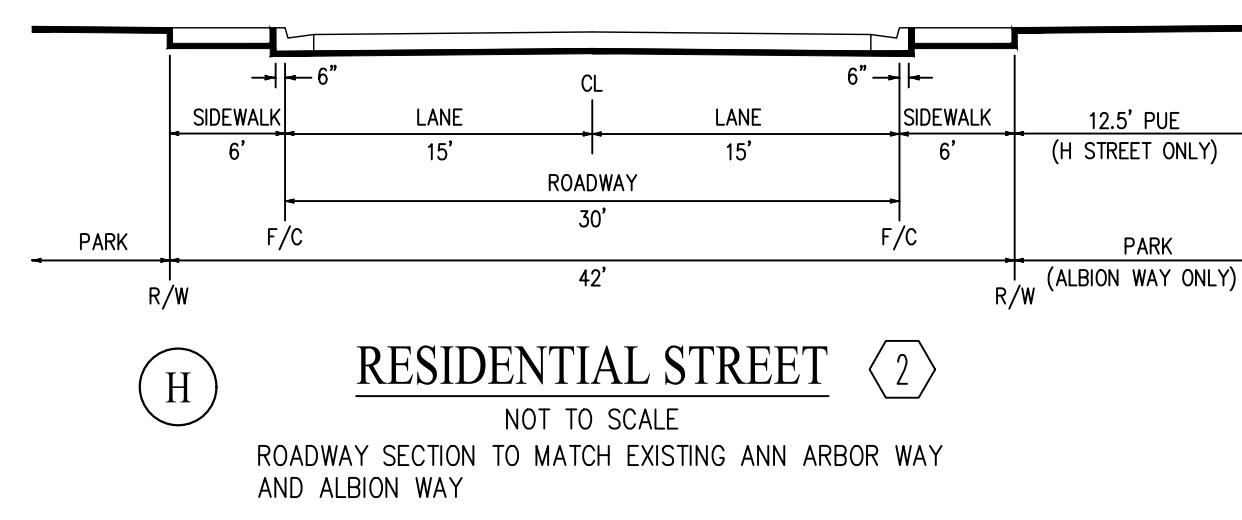 6" 6"
CL
SIDEWALK LANE LANE SIDEWALK 12.5' PUE
6' 15' 15' 6' (H STREET ONLY)
ROADWAY
30'
F/C F/C
PARK PARK
42' (ALBION WAY ONLY)
R/W R/W
H RESIDENTIAL STREET 2
NOT TO SCALE
ROADWAY SECTION TO MATCH EXISTING ANN ARBOR WAY
AND ALBION WAY